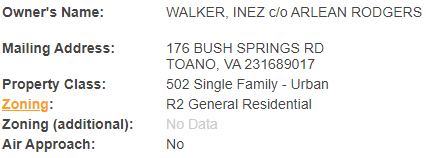 Owner's Name: WALKER, INEZ c/o ARLEAN RODGERS
Mailing Address: 176 BUSH SPRINGS RD
TOANO, VA 231689017
Property Class: 502 Single Family - Urban
Zoning: R2 General Residential
Zoning (additional): No Data
Air Approach: No